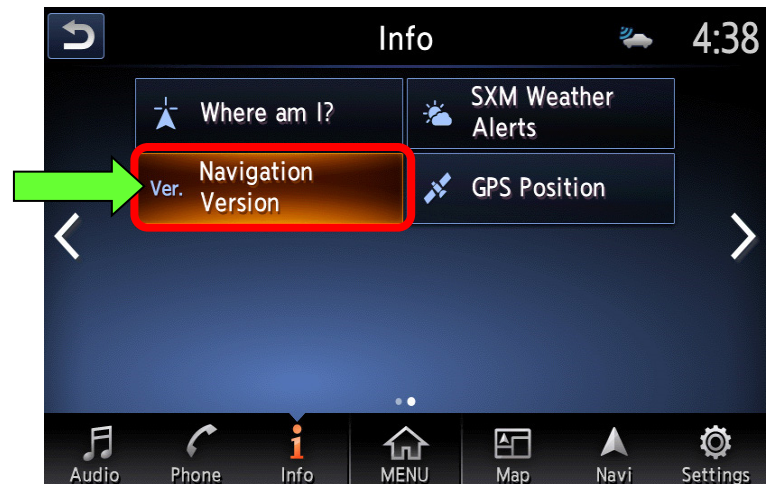 Info
4:38
Where am I?
SXM Weather
Alerts
Ver.
Navigation
Version
GPS Position
Audio
Phone
Info
MENU
Map
Navi
Settings